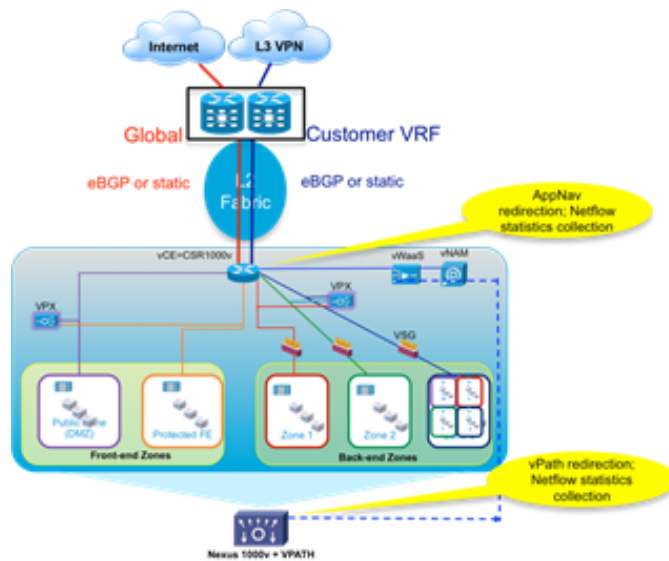 Internet
L3 VPN
Global
Customer VRF
eBGP or static
eBGP or static
L2
Fabric
AppNav
redirection; Netflow
statistics collection
vCE=CSR1000v
vWaaS
vNAM
VPX
VPX
VSG
Public Zone
(DMZ)
Protected FE
Zone 1
Zone 2
Front-end Zones
Back-end Zones
vPath redirection;
Netflow statistics
collection
Nexus 1000v + VPATH